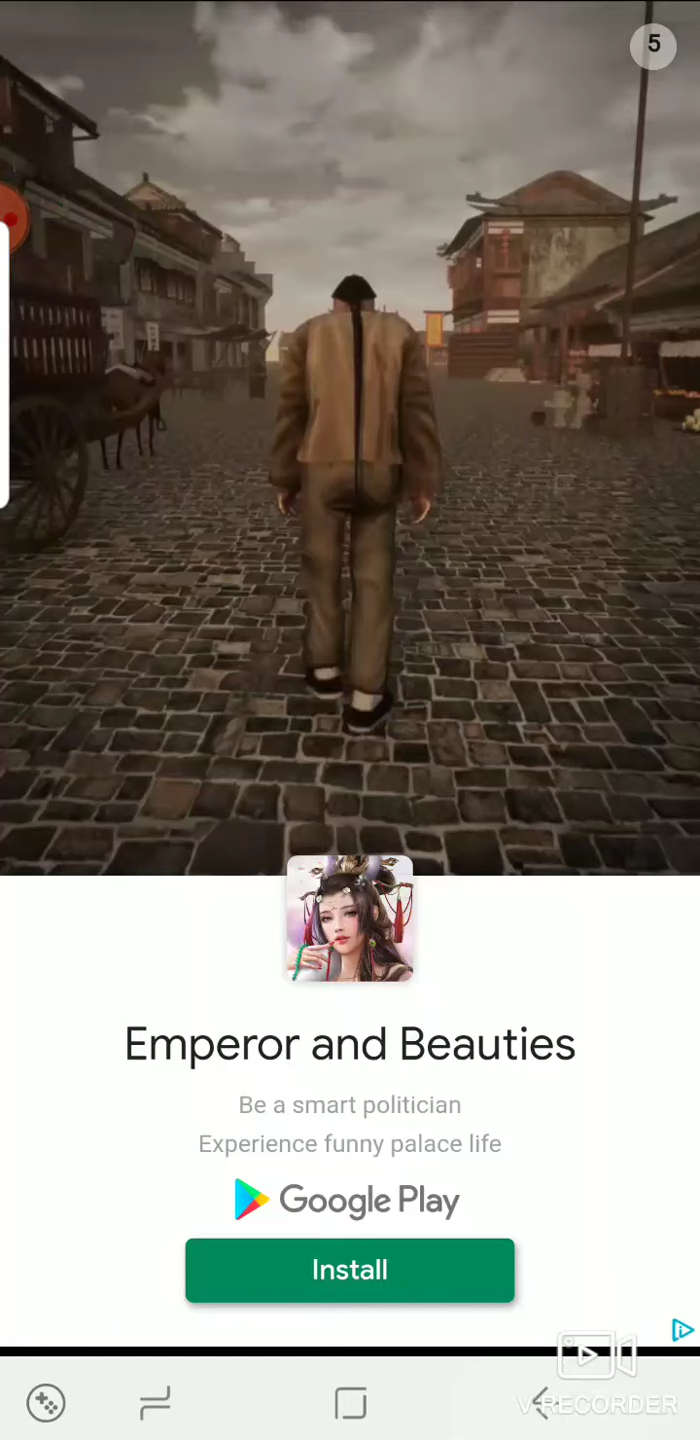 5
Emperor and Beauties
Be a smart politician
Experience funny palace life
Google Play
Install
V-RECORDER